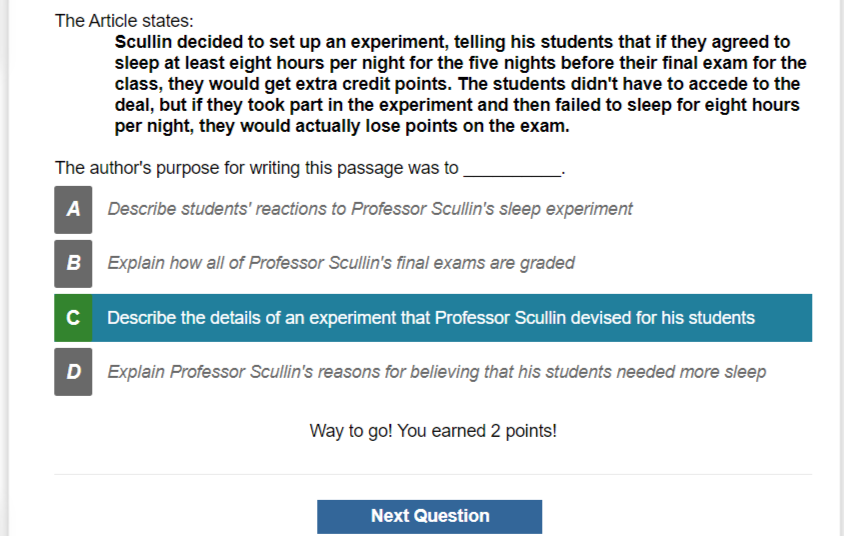 The Article states:
Scullin decided to set up an experiment, telling his students that if they agreed to
sleep at least eight hours per night for the five nights before their final exam for the
class, they would get extra credit points. The students didn't have to accede to the
deal, but if they took part in the experiment and then failed to sleep for eight hours
per night, they would actually lose points on the exam.
The author's purpose for writing this passage was to __________.
A Describe students' reactions to Professor Scullin's sleep experiment
B Explain how all of Professor Scullin's final exams are graded
C Describe the details of an experiment that Professor Scullin devised for his students
D Explain Professor Scullin's reasons for believing that his students needed more sleep
Way to go! You earned 2 points!
Next Question